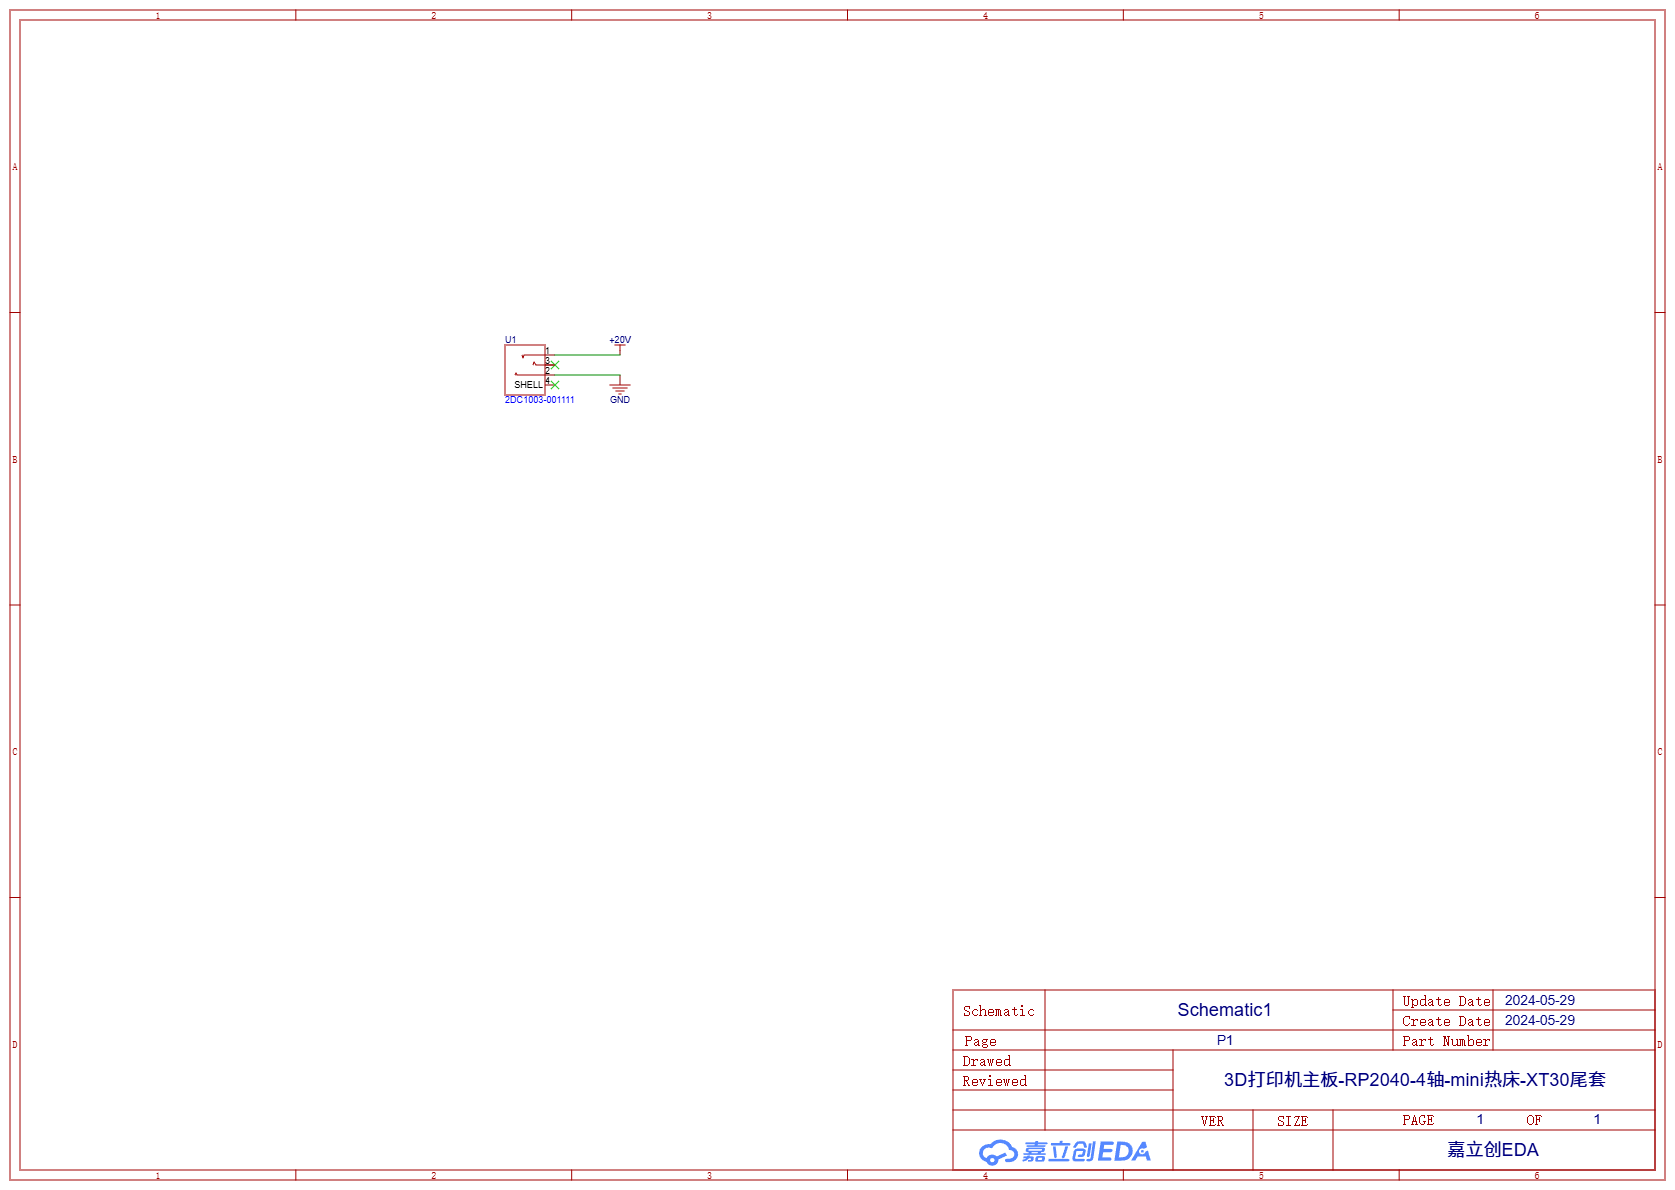 1 2 3 4 5 6
A A
U1 +20V
1
3
2
4
SHELL
2DC1003-001111 GND
B B
C C
Schematic Schematic1 Update Date 2024-05-29
Create Date 2024-05-29
Page P1 Part Number
D D
Drawed
Reviewed 3D打印机主板-RP2040-4轴-mini热床-XT30尾套
VER SIZE PAGE 1 OF 1
嘉立创EDA 嘉立创EDA
1 2 3 4 5 6